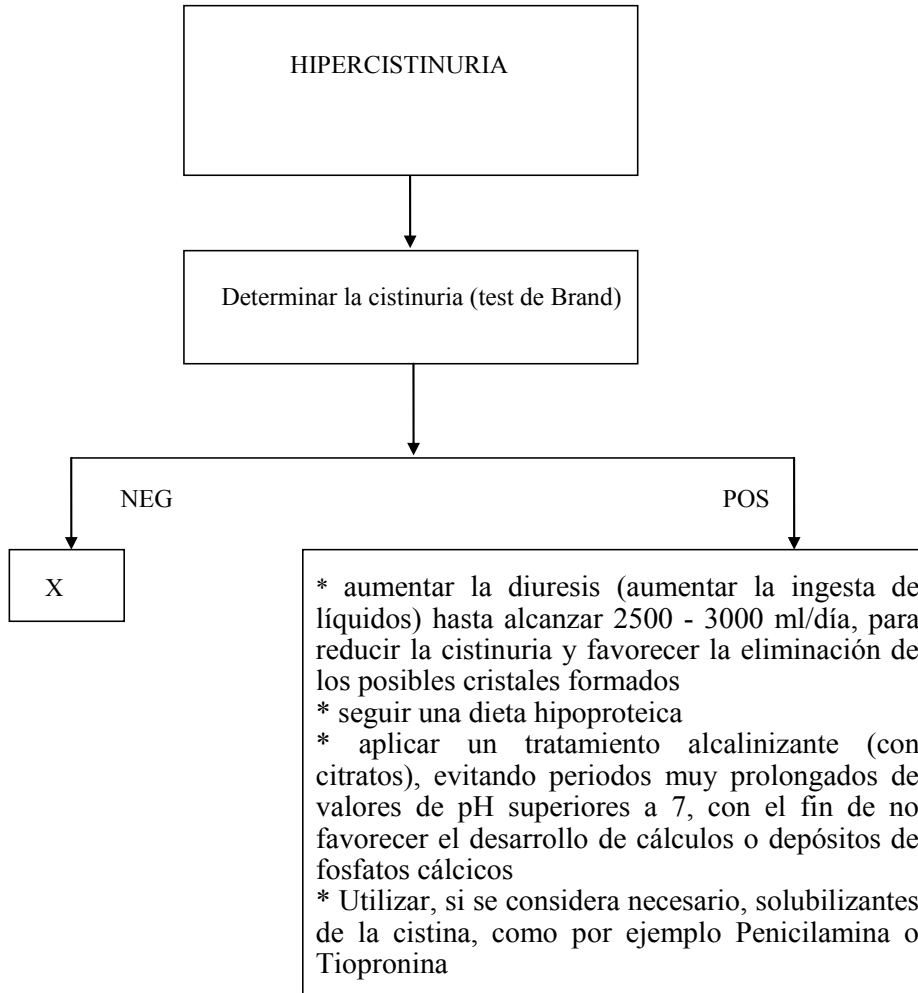 HIPERCISTINURIA
Determinar la cistinuria (test de Brand)
NEG
POS
X
* aumentar la diuresis (aumentar la ingesta de
líquidos) hasta alcanzar 2500 - 3000 ml/día, para
reducir la cistinuria y favorecer la eliminación de
los posibles cristales formados
* seguir una dieta hipoproteica
* aplicar un tratamiento alcalinizante (con
citratos), evitando periodos muy prolongados de
valores de pH superiores a 7, con el fin de no
favorecer el desarrollo de cálculos o depósitos de
fosfatos cálcicos
* Utilizar, si se considera necesario, solubilizantes
de la cistina, como por ejemplo Penicilamina o
Tiopronina